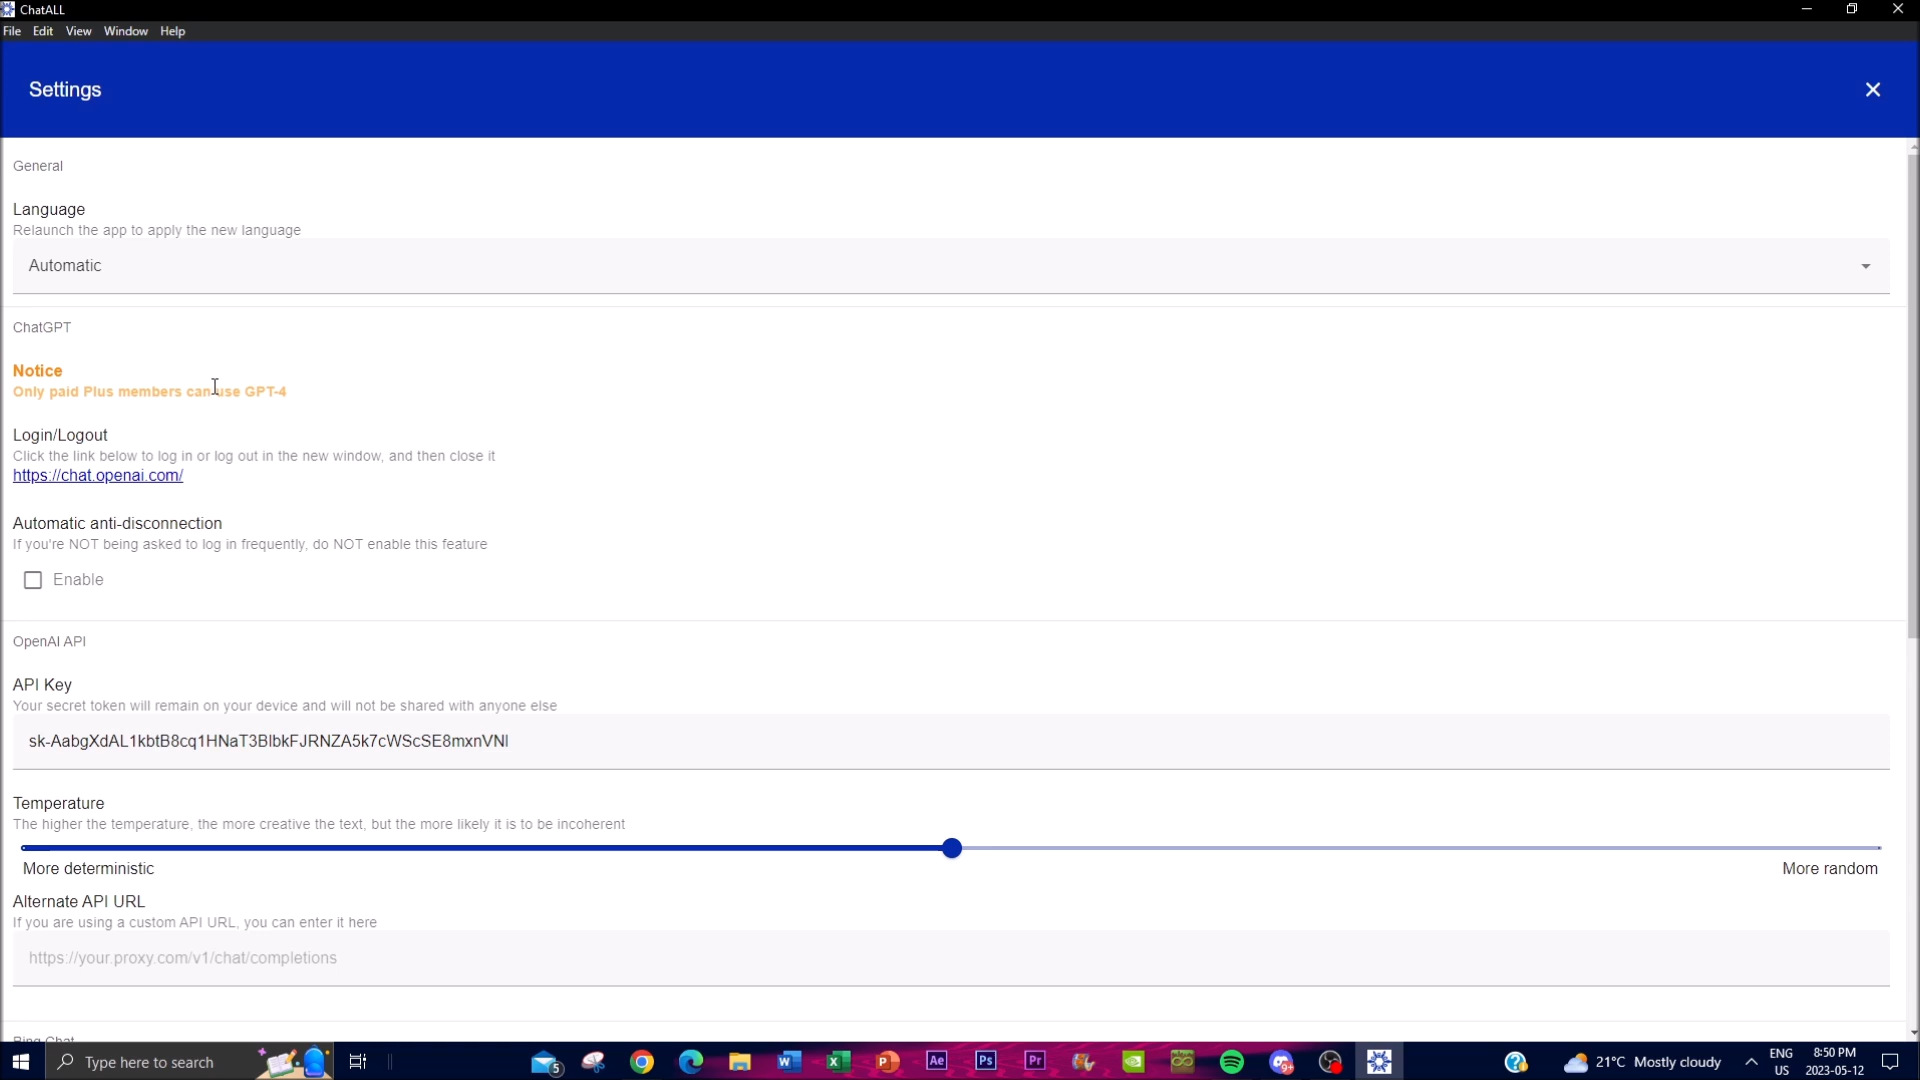 ChatALL
File Edit View Window Help
Settings
General
Language
Relaunch the app to apply the new language
Automatic
ChatGPT
Notice
Only paid Plus members can use GPT-4
Login/Logout
Click the link below to log in or log out in the new window, and then close it
https://chat.openai.com/
Automatic anti-disconnection
If you're NOT being asked to log in frequently, do NOT enable this feature
Enable
OpenAI API
API Key
Your secret token will remain on your device and will not be shared with anyone else
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
Temperature
The higher the temperature, the more creative the text, but the more likely it is to be incoherent
More deterministic
More random
Alternate API URL
If you are using a custom API URL, you can enter it here
https://your.proxy.com/v1/chat/completions
Bing Chat
Type here to search
5
Ae
Ps
Pr
9+
21°C Mostly cloudy
ENG
US
8:50 PM
2023-05-12